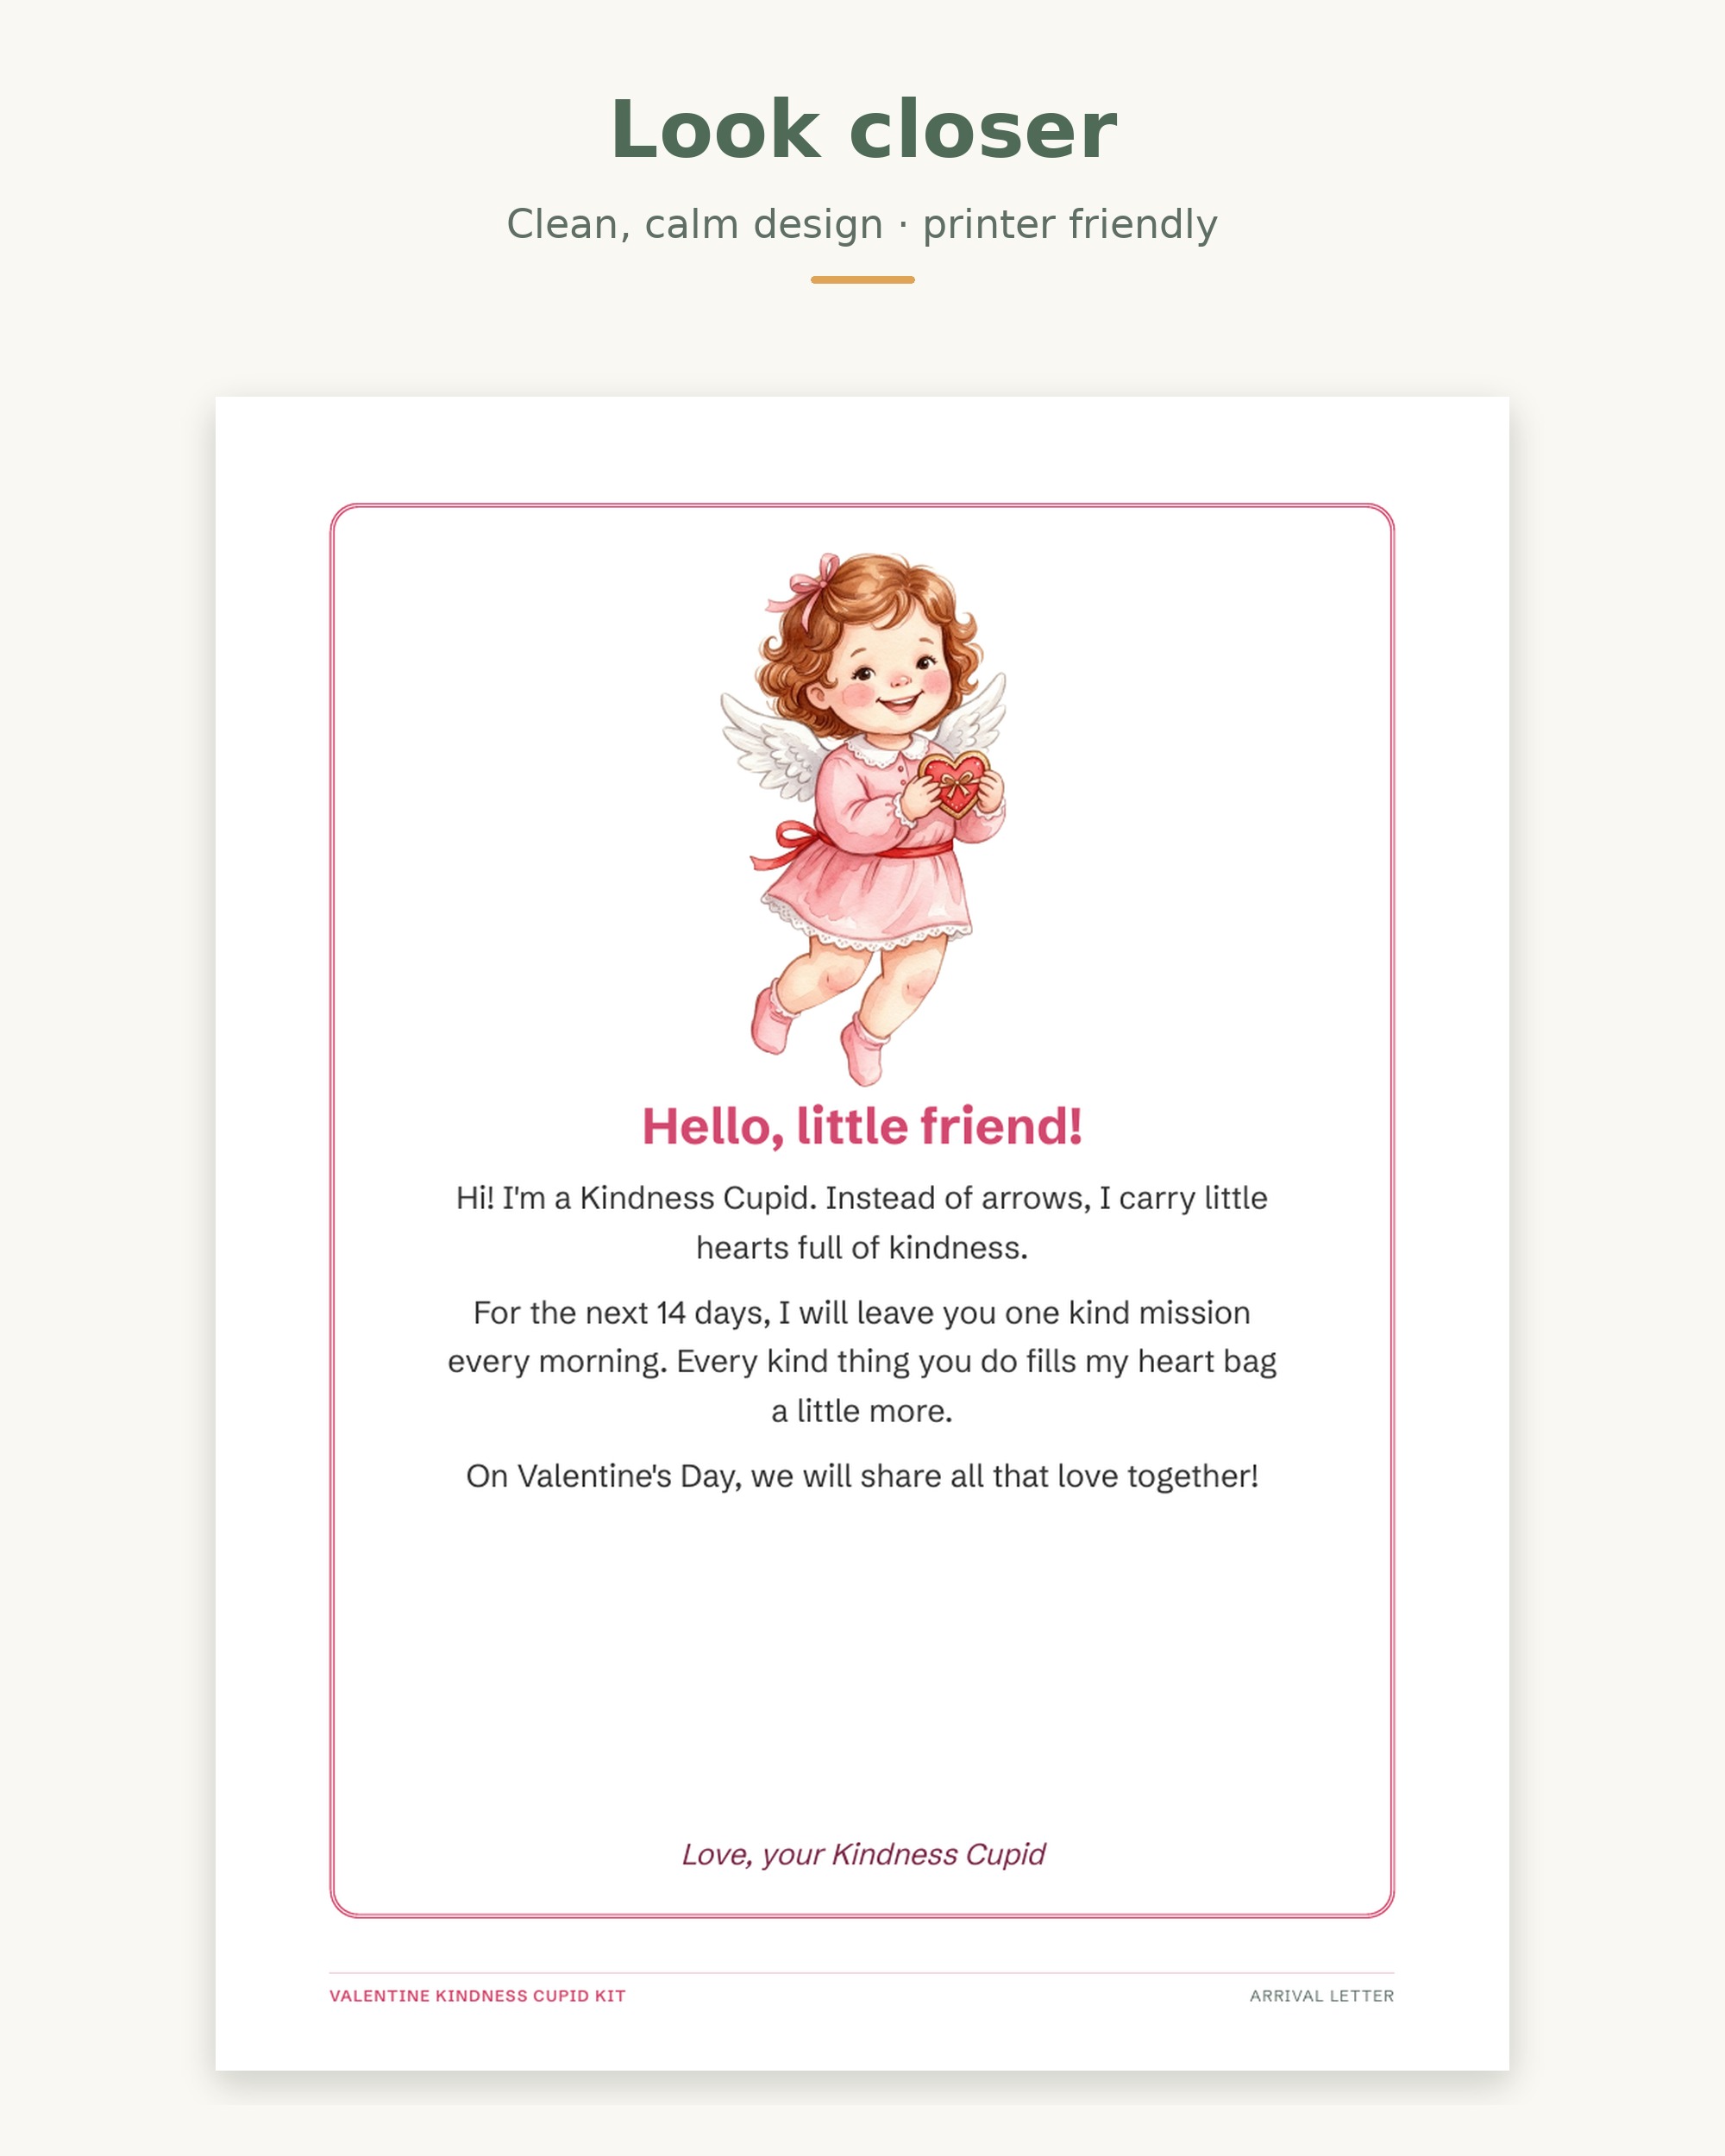 Look closer
Clean, calm design · printer friendly
Hello, little friend!
Hi! I'm a Kindness Cupid. Instead of arrows, I carry little
hearts full of kindness.
For the next 14 days, I will leave you one kind mission
every morning. Every kind thing you do fills my heart bag
a little more.
On Valentine's Day, we will share all that love together!
Love, your Kindness Cupid
VALENTINE KINDNESS CUPID KIT
ARRIVAL LETTER